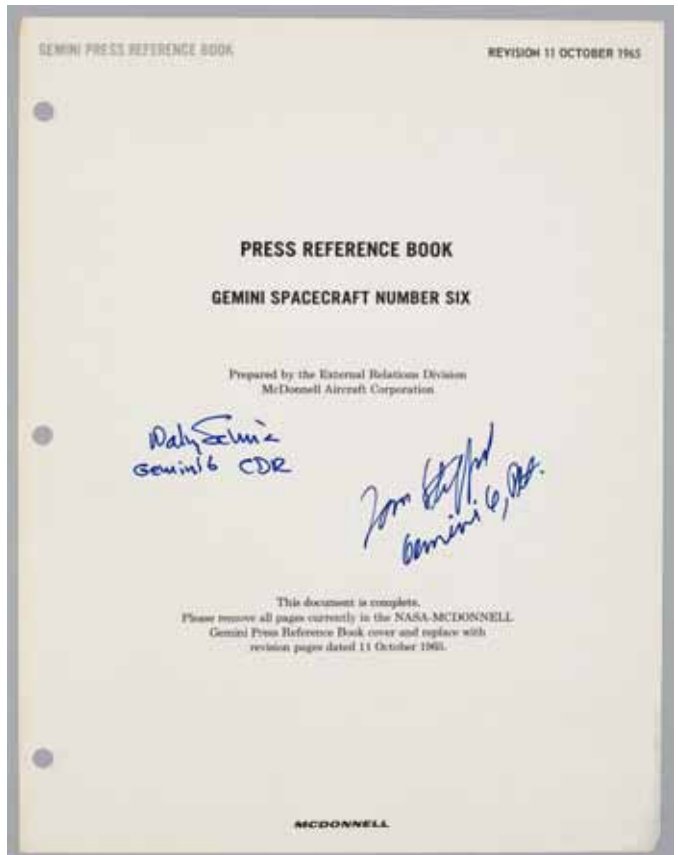 GEMINI PRESS REFERENCE BOOK
REVISION 11 OCTOBER 1965
PRESS REFERENCE BOOK
GEMINI SPACECRAFT NUMBER SIX
Prepared by the External Relations Division
McDonnell Aircraft Corporation
Wally Schirra
Gemini 6 CDR
Tom Stafford
Gemini 6,
This document is complete.
Please remove all pages currently in the NASA-MCDONNELL
Gemini Press Reference Book cover and replace with
revision pages dated 11 October 1965.
MCDONNELL